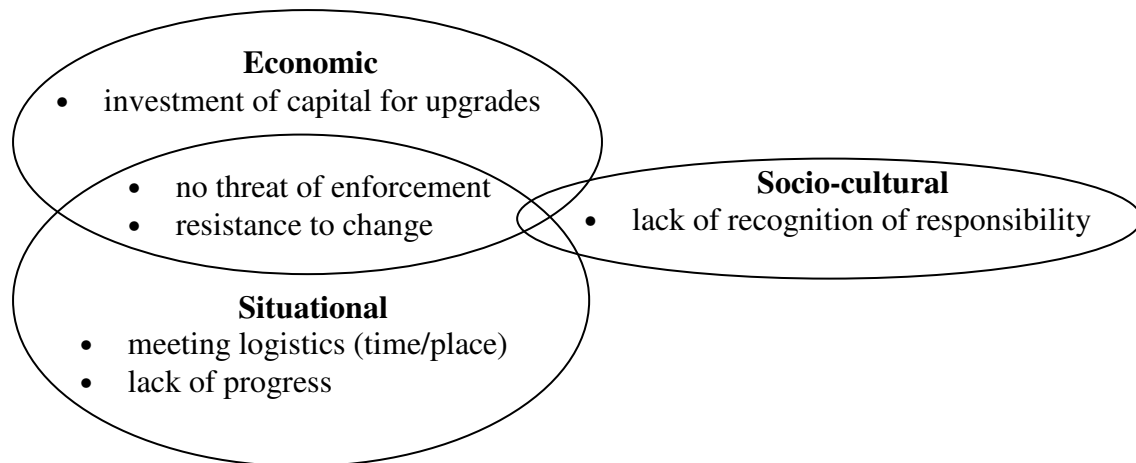 Economic
• investment of capital for upgrades
• no threat of enforcement
• resistance to change
Socio-cultural
• lack of recognition of responsibility
Situational
• meeting logistics (time/place)
• lack of progress